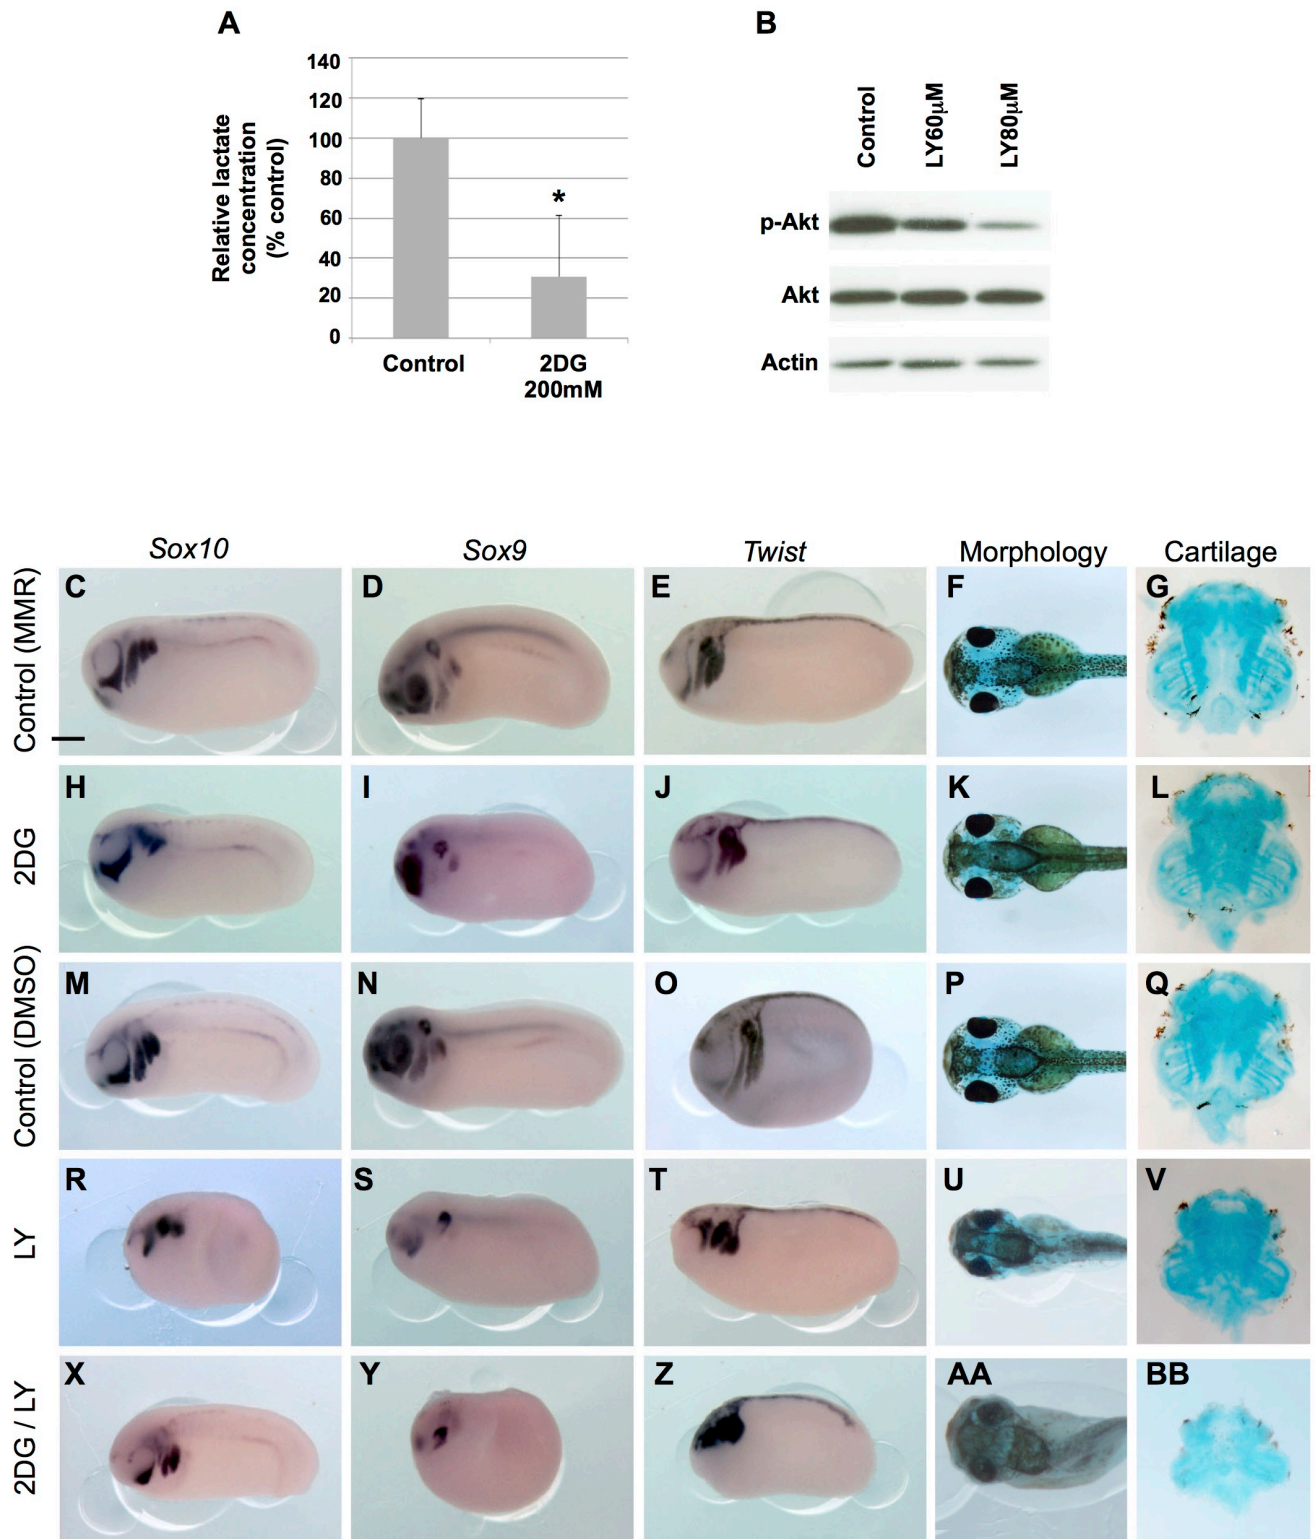 A
140
120
100
80
60
40
20
0
Relative lactate
concentration
(% control)
*
Control
2DG
200mM
B
Control
LY60µM
LY80µM
p-Akt
Akt
Actin
Sox10
Sox9
Twist
Morphology
Cartilage
Control (MMR)
C
D
E
F
G
2DG
H
I
J
K
L
Control (DMSO)
M
N
O
P
Q
LY
R
S
T
U
V
2DG / LY
X
Y
Z
AA
BB